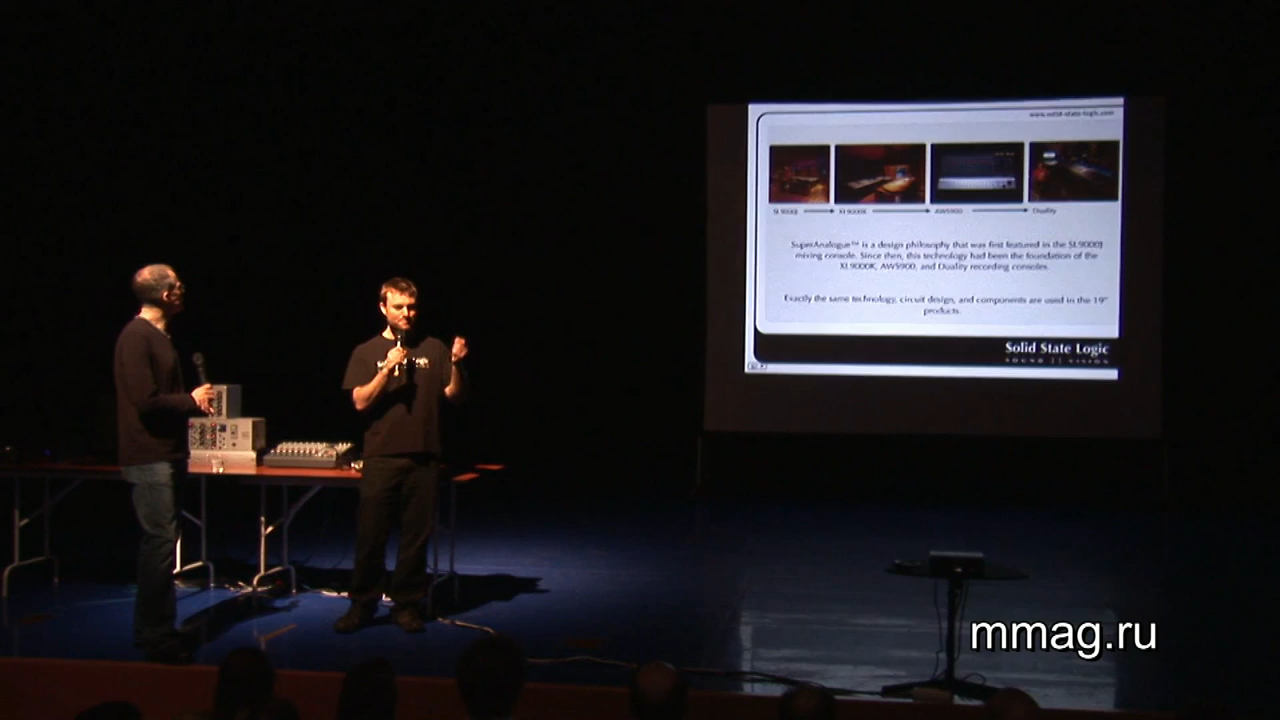 www.solid-state-logic.com
SL9000J XL9000K AWS900 Duality
SuperAnalogue™ is a design philosophy that was first featured in the SL9000J
mixing console. Since then, this technology had been the foundation of the
XL9000K, AWS900, and Duality recording consoles.
Exactly the same technology, circuit design, and components are used in the 19"
products.
Solid State Logic
SOUND || VISION
mmag.ru